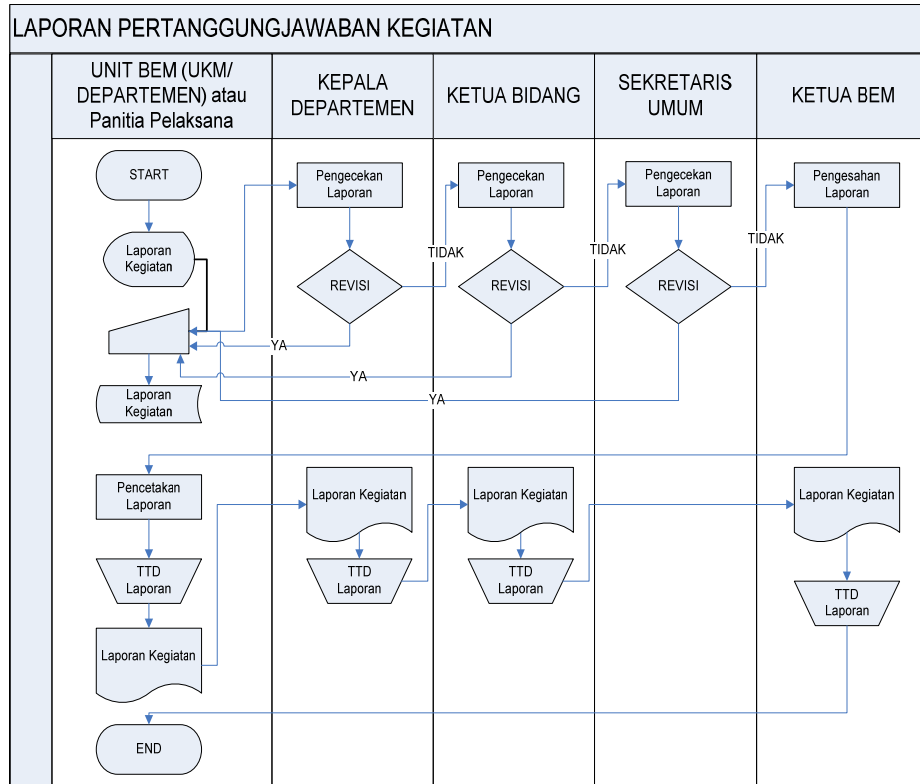 LAPORAN PERTANGGUNGJAWABAN KEGIATAN
UNIT BEM (UKM/
DEPARTEMEN) atau
Panitia Pelaksana
KEPALA
DEPARTEMEN
KETUA BIDANG
SEKRETARIS
UMUM
KETUA BEM
START
Pengecekan
Laporan
Pengecekan
Laporan
Pengecekan
Laporan
Pengesahan
Laporan
Laporan
Kegiatan
TIDAK
TIDAK
TIDAK
REVISI
REVISI
REVISI
YA
YA
YA
Laporan
Kegiatan
Pencetakan
Laporan
Laporan Kegiatan
Laporan Kegiatan
Laporan Kegiatan
TTD
Laporan
TTD
Laporan
TTD
Laporan
TTD
Laporan
Laporan Kegiatan
END